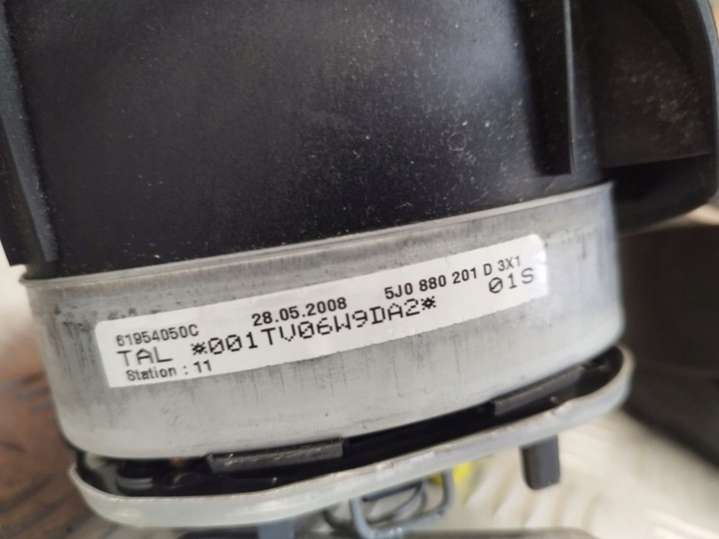 61954050C 28.05.2008 5J0 880 201 D 3X1
TAL *001TV06W9DA2* 01S
Station : 11